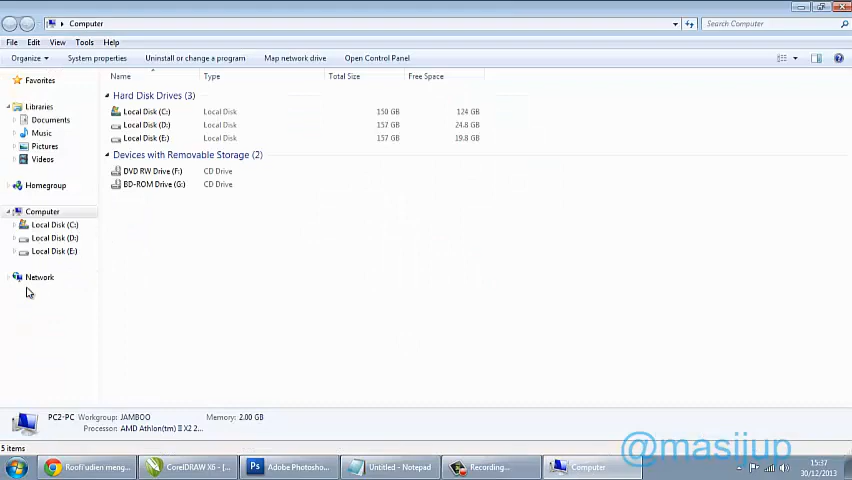 Computer
Search Computer
File Edit View Tools Help
Organize System properties Uninstall or change a program Map network drive Open Control Panel
Name Type Total Size Free Space
Favorites
Libraries
Documents
Music
Pictures
Videos
Homegroup
Computer
Local Disk (C:)
Local Disk (D:)
Local Disk (E:)
Network
Hard Disk Drives (3)
Local Disk (C:) Local Disk 150 GB 124 GB
Local Disk (D:) Local Disk 157 GB 24.8 GB
Local Disk (E:) Local Disk 157 GB 19.8 GB
Devices with Removable Storage (2)
DVD RW Drive (F:) CD Drive
BD-ROM Drive (G:) CD Drive
PC2-PC Workgroup: JAMBOO Memory: 2.00 GB
Processor: AMD Athlon(tm) II X2 2...
5 items
@masijup
Roofi'udien meng... CorelDRAW X6 - [... Ps Adobe Photosho... Untitled - Notepad Recording... Computer
15:37
30/12/2013